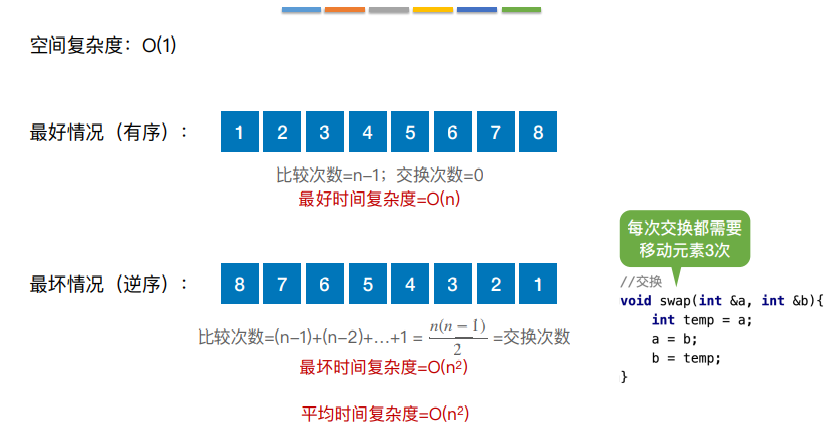 空间复杂度：O(1)
最好情况（有序）：
1 2 3 4 5 6 7 8
比较次数=n−1；交换次数=0
最好时间复杂度=O(n)
每次交换都需要
移动元素3次
最坏情况（逆序）：
8 7 6 5 4 3 2 1
//交换
void swap(int &a, int &b){
int temp = a;
a = b;
b = temp;
}
比较次数=(n−1)+(n−2)+…+1 = n(n − 1)/2 =交换次数
最坏时间复杂度=O(n²)
平均时间复杂度=O(n²)